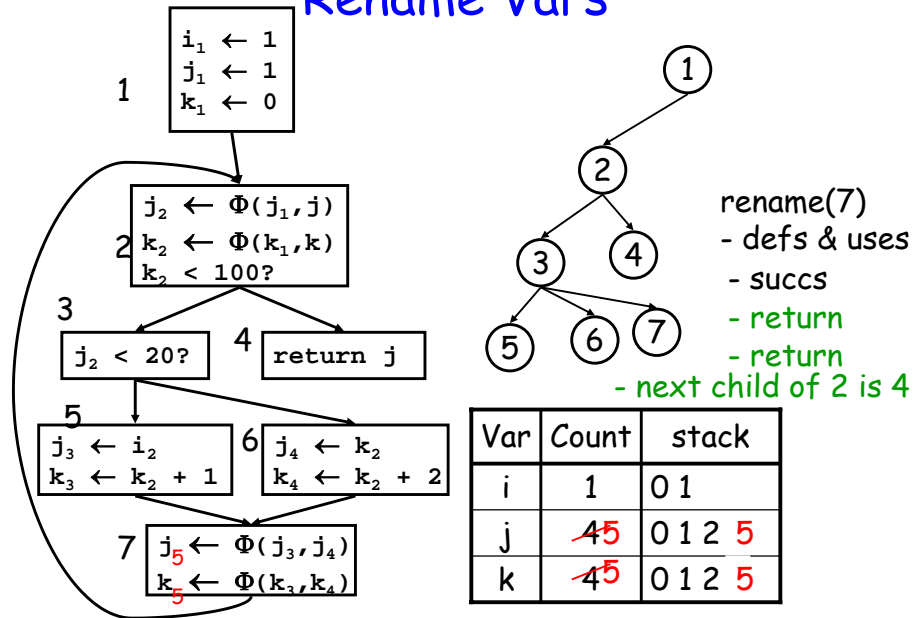 Rename Vars
i₁ ← 1
j₁ ← 1
k₁ ← 0
1
j₂ ← Φ(j₁,j)
k₂ ← Φ(k₁,k)
k₂ < 100?
2
3
j₂ < 20?
4
return j
5
j₃ ← i₂
k₃ ← k₂ + 1
6
j₄ ← k₂
k₄ ← k₂ + 2
7
j₅ ← Φ(j₃,j₄)
k₅ ← Φ(k₃,k₄)
1
2
3
4
5
6
7
rename(7)
- defs & uses
- succs
- return
- return
- next child of 2 is 4
Var Count stack
i 1 0 1
j 4 5 0 1 2 5
k 4 5 0 1 2 5